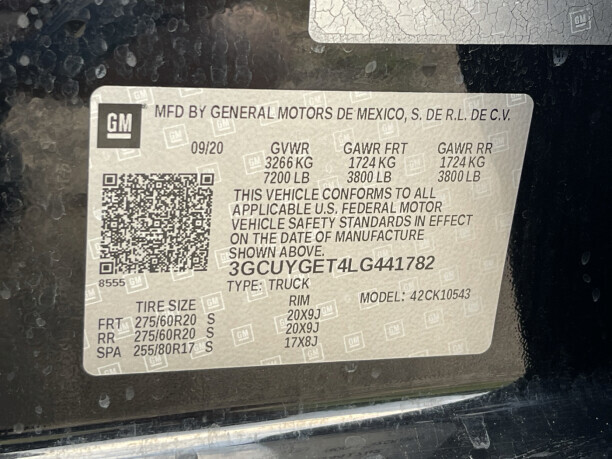 GM
MFD BY GENERAL MOTORS DE MEXICO, S. DE R.L. DE C.V.
09/20 GVWR GAWR FRT GAWR RR
3266 KG 1724 KG 1724 KG
7200 LB 3800 LB 3800 LB
THIS VEHICLE CONFORMS TO ALL
APPLICABLE U.S. FEDERAL MOTOR
VEHICLE SAFETY STANDARDS IN EFFECT
ON THE DATE OF MANUFACTURE
SHOWN ABOVE.
8555 3GCUYGET4LG441782
TYPE: TRUCK MODEL: 42CK10543
TIRE SIZE RIM
FRT 275/60R20 S 20X9J
RR 275/60R20 S 20X9J
SPA 255/80R17 S 17X8J